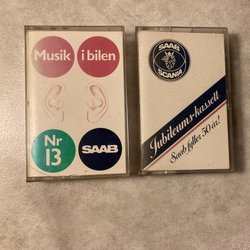 Musik i bilen
Nr
13
SAAB
SAAB
SCANIA
Jubileums-kassett
Saab fyller 50 år!